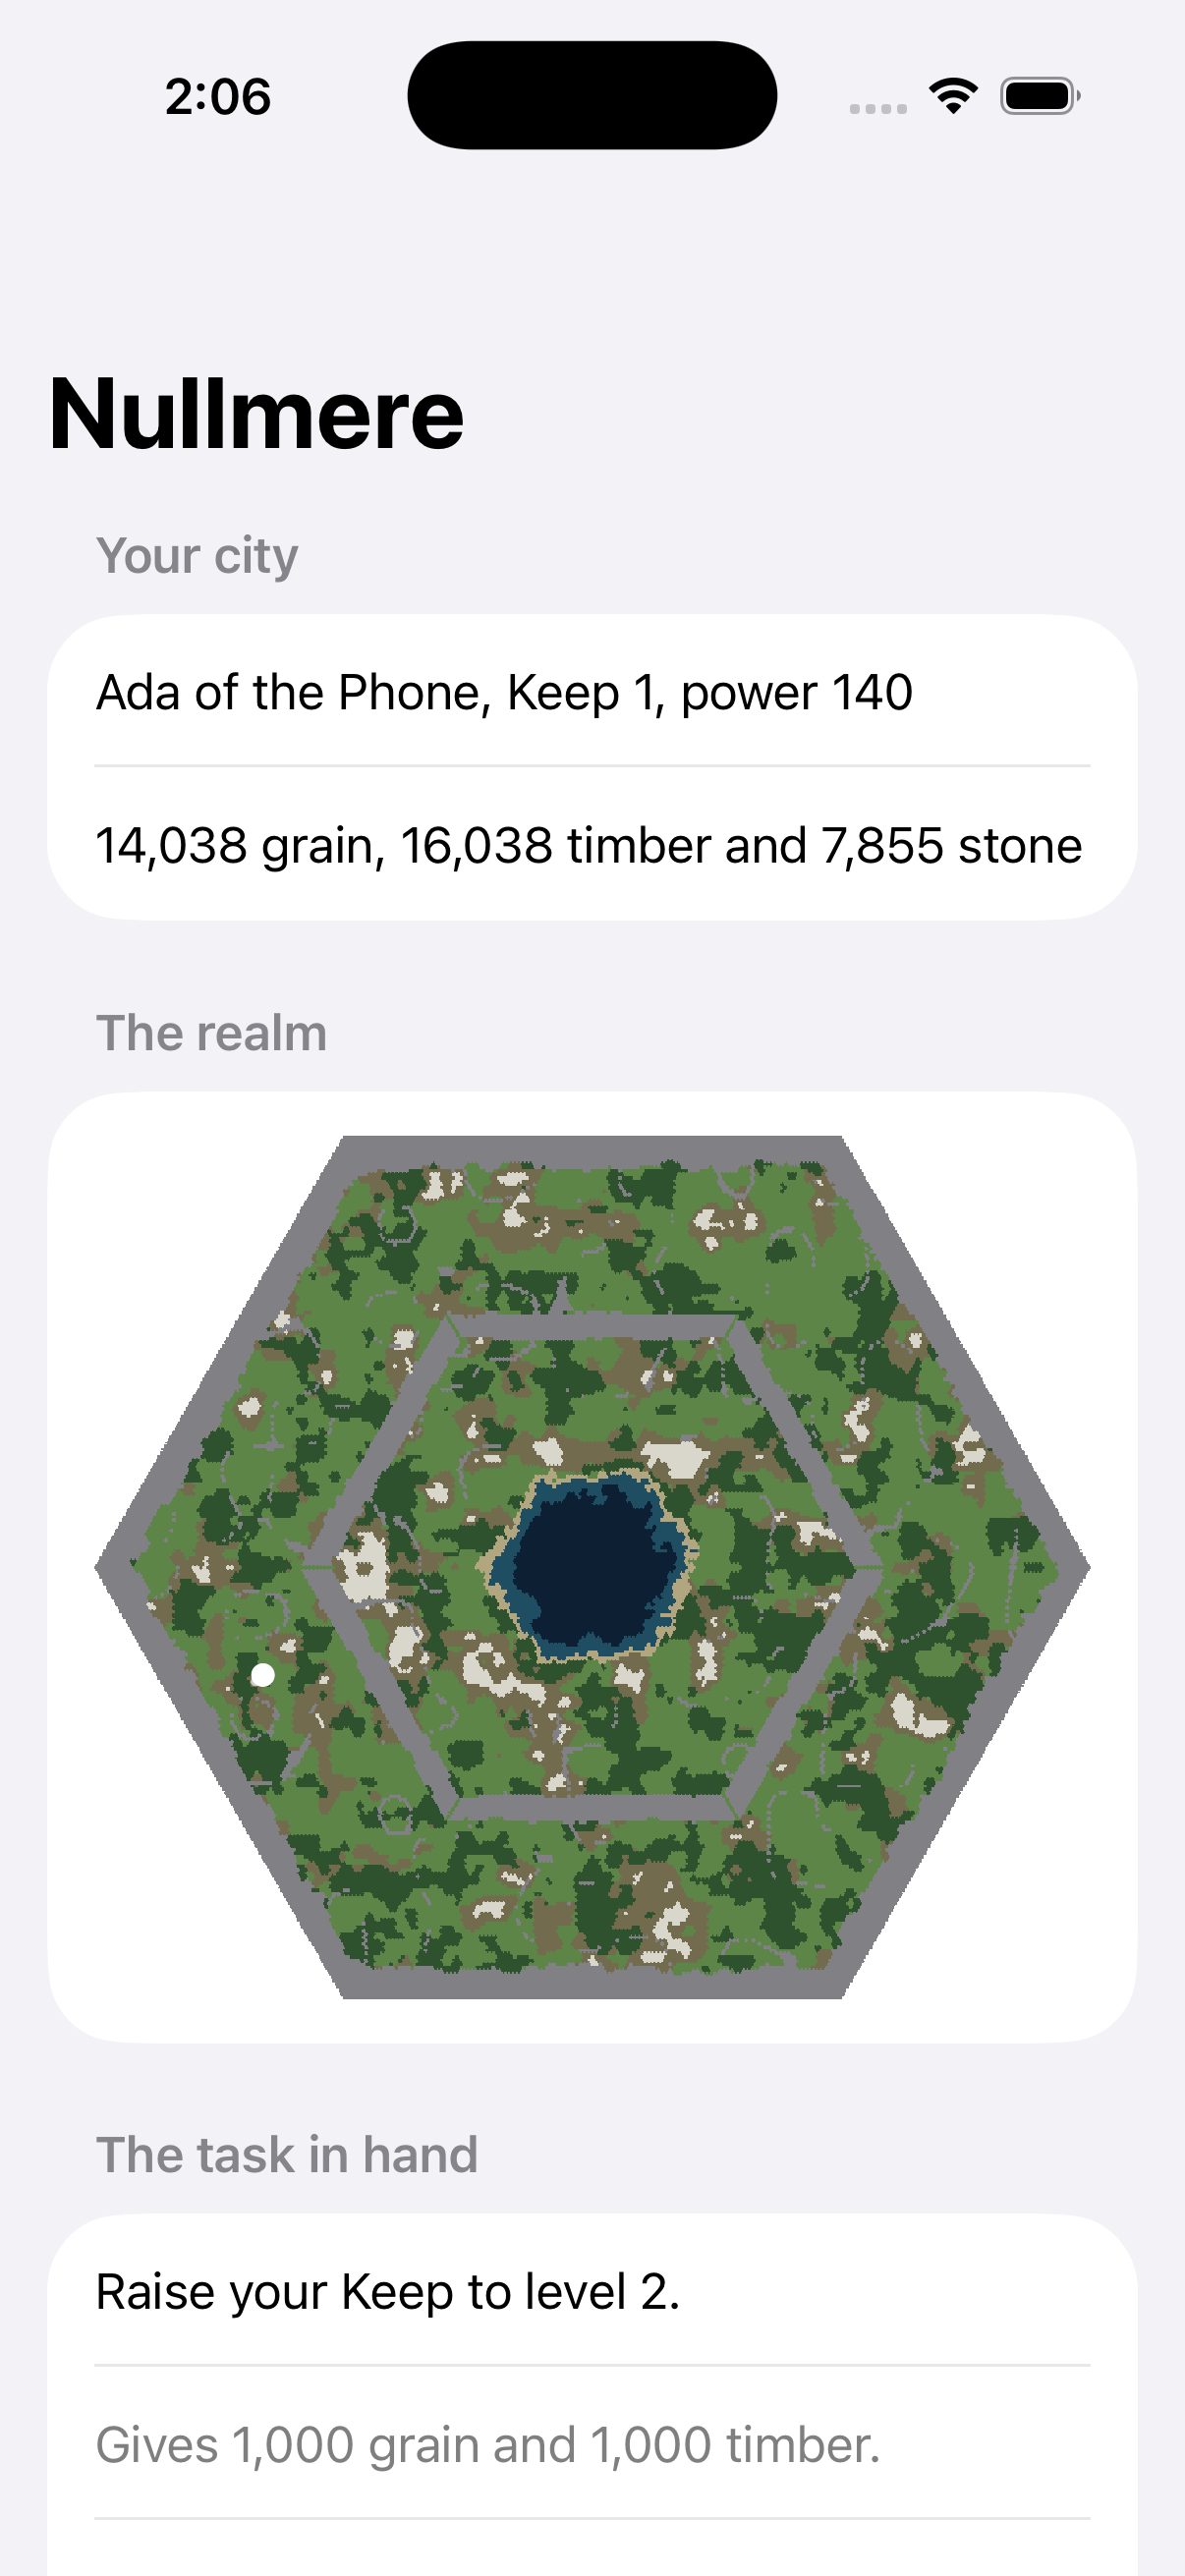 2:06
Nullmere
Your city
Ada of the Phone, Keep 1, power 140
14,038 grain, 16,038 timber and 7,855 stone
The realm
The task in hand
Raise your Keep to level 2.
Gives 1,000 grain and 1,000 timber.